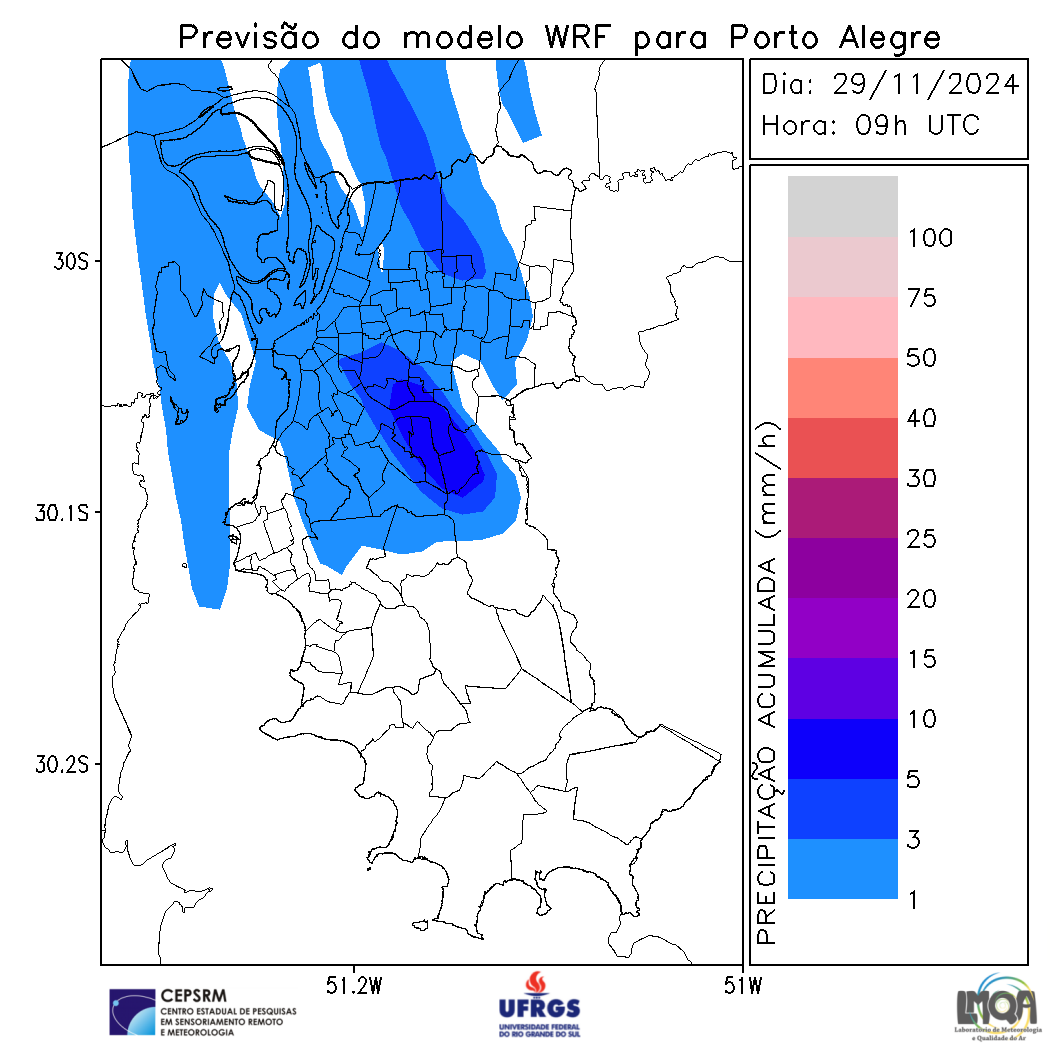 Previsão do modelo WRF para Porto Alegre
Dia: 29/11/2024
Hora: 09h UTC
30S
30.1S
30.2S
51.2W
51W
PRECIPITAÇÃO ACUMULADA (mm/h)
100
75
50
40
30
25
20
15
10
5
3
1
CEPSRM
CENTRO ESTADUAL DE PESQUISAS
EM SENSORIAMENTO REMOTO
E METEOROLOGIA
UFRGS
UNIVERSIDADE FEDERAL
DO RIO GRANDE DO SUL
LMQA
Laboratório de Meteorologia
e Qualidade do Ar